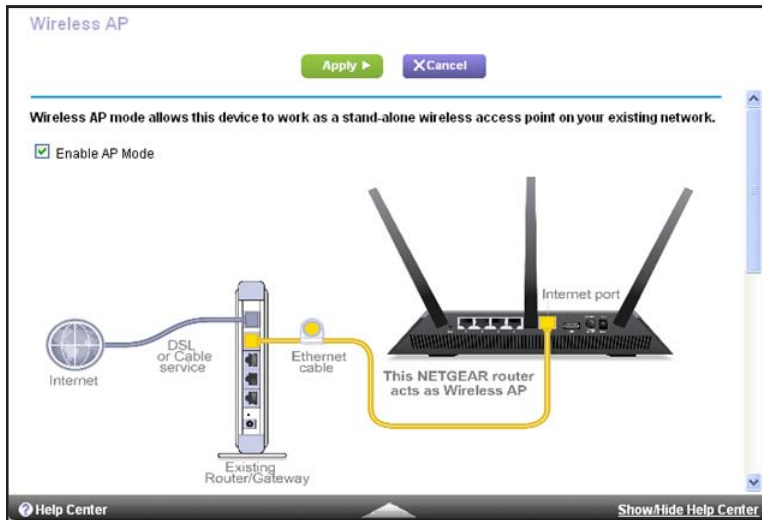 Wireless AP
Apply ▶
XCancel
Wireless AP mode allows this device to work as a stand-alone wireless access point on your existing network.
Enable AP Mode
Internet port
DSL
or Cable
service
Ethernet
cable
Internet
This NETGEAR router
acts as Wireless AP
Existing
Router/Gateway
? Help Center
Show/Hide Help Center